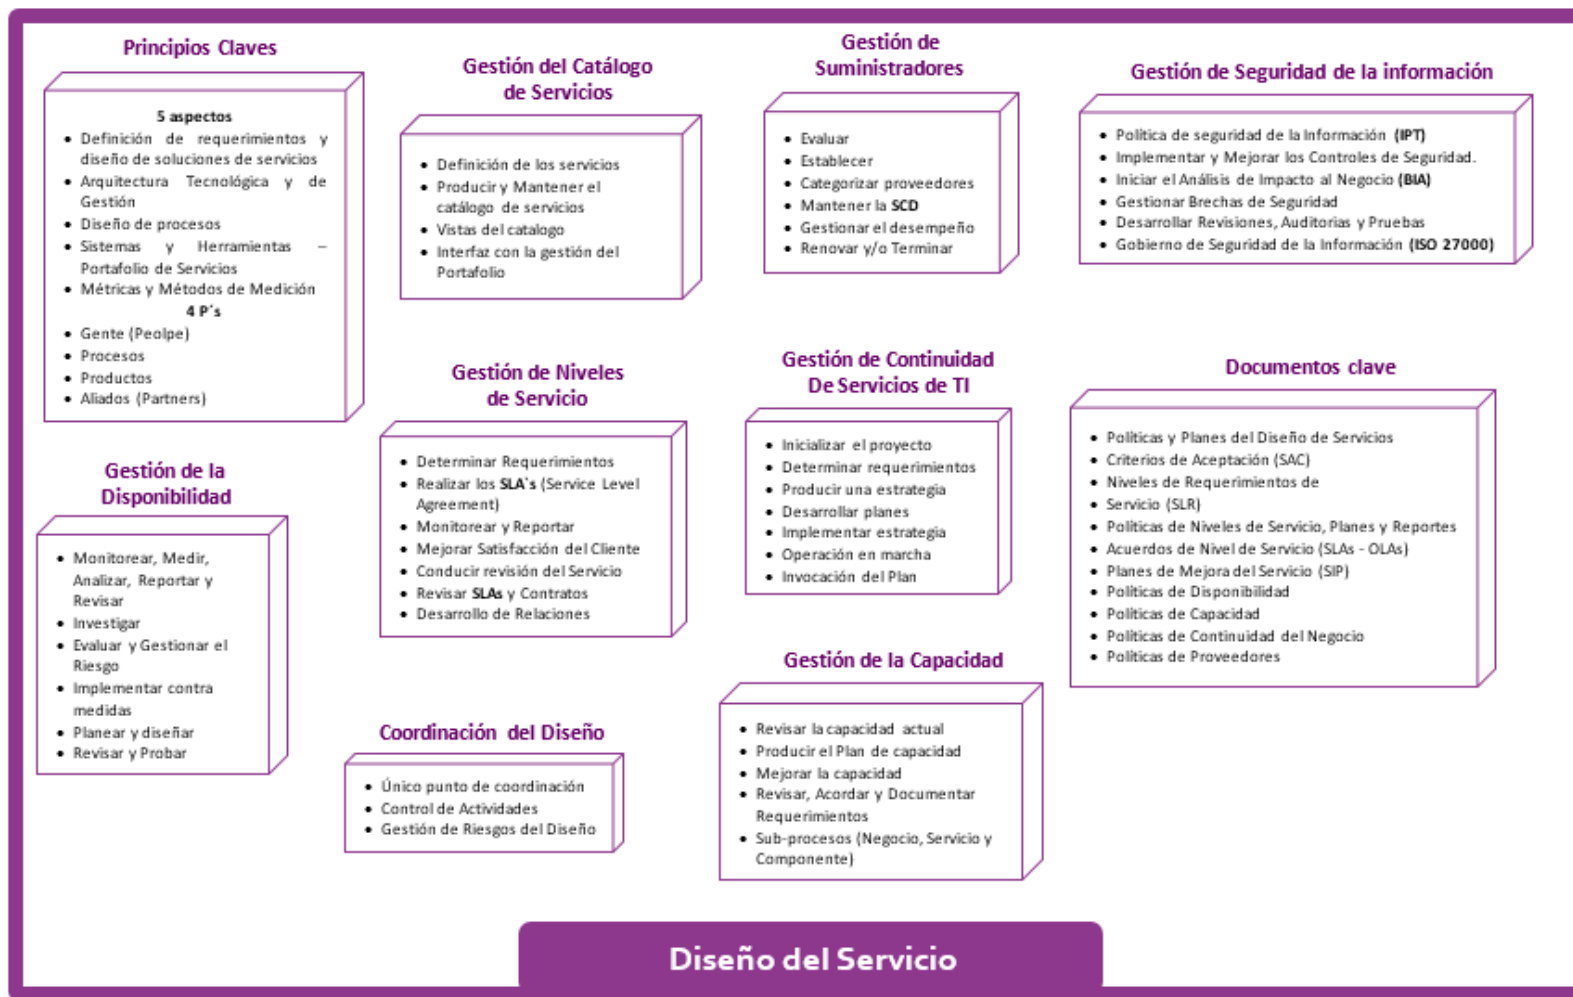 Principios Claves
5 aspectos
Definición de requerimientos y
diseño de soluciones de servicios
Arquitectura Tecnológica y de
Gestión
Diseño de procesos
Sistemas y Herramientas –
Portafolio de Servicios
Métricas y Métodos de Medición
4 P´s
Gente (Peolpe)
Procesos
Productos
Aliados (Partners)
Gestión del Catálogo
de Servicios
Definición de los servicios
Producir y Mantener el
catálogo de servicios
Vistas del catalogo
Interfaz con la gestión del
Portafolio
Gestión de
Suministradores
Evaluar
Establecer
Categorizar proveedores
Mantener la SCD
Gestionar el desempeño
Renovar y/o Terminar
Gestión de Seguridad de la información
Política de seguridad de la Información (IPT)
Implementar y Mejorar los Controles de Seguridad.
Iniciar el Análisis de Impacto al Negocio (BIA)
Gestionar Brechas de Seguridad
Desarrollar Revisiones, Auditorias y Pruebas
Gobierno de Seguridad de la Información (ISO 27000)
Gestión de la
Disponibilidad
Monitorear, Medir,
Analizar, Reportar y
Revisar
Investigar
Evaluar y Gestionar el
Riesgo
Implementar contra
medidas
Planear y diseñar
Revisar y Probar
Gestión de Niveles
de Servicio
Determinar Requerimientos
Realizar los SLA`s (Service Level
Agreement)
Monitorear y Reportar
Mejorar Satisfacción del Cliente
Conducir revisión del Servicio
Revisar SLAs y Contratos
Desarrollo de Relaciones
Gestión de Continuidad
De Servicios de TI
Inicializar el proyecto
Determinar requerimientos
Producir una estrategia
Desarrollar planes
Implementar estrategia
Operación en marcha
Invocación del Plan
Documentos clave
Políticas y Planes del Diseño de Servicios
Criterios de Aceptación (SAC)
Niveles de Requerimientos de
Servicio (SLR)
Políticas de Niveles de Servicio, Planes y Reportes
Acuerdos de Nivel de Servicio (SLAs - OLAs)
Planes de Mejora del Servicio (SIP)
Políticas de Disponibilidad
Políticas de Capacidad
Políticas de Continuidad del Negocio
Políticas de Proveedores
Coordinación del Diseño
Único punto de coordinación
Control de Actividades
Gestión de Riesgos del Diseño
Gestión de la Capacidad
Revisar la capacidad actual
Producir el Plan de capacidad
Mejorar la capacidad
Revisar, Acordar y Documentar
Requerimientos
Sub-procesos (Negocio, Servicio y
Componente)
Diseño del Servicio